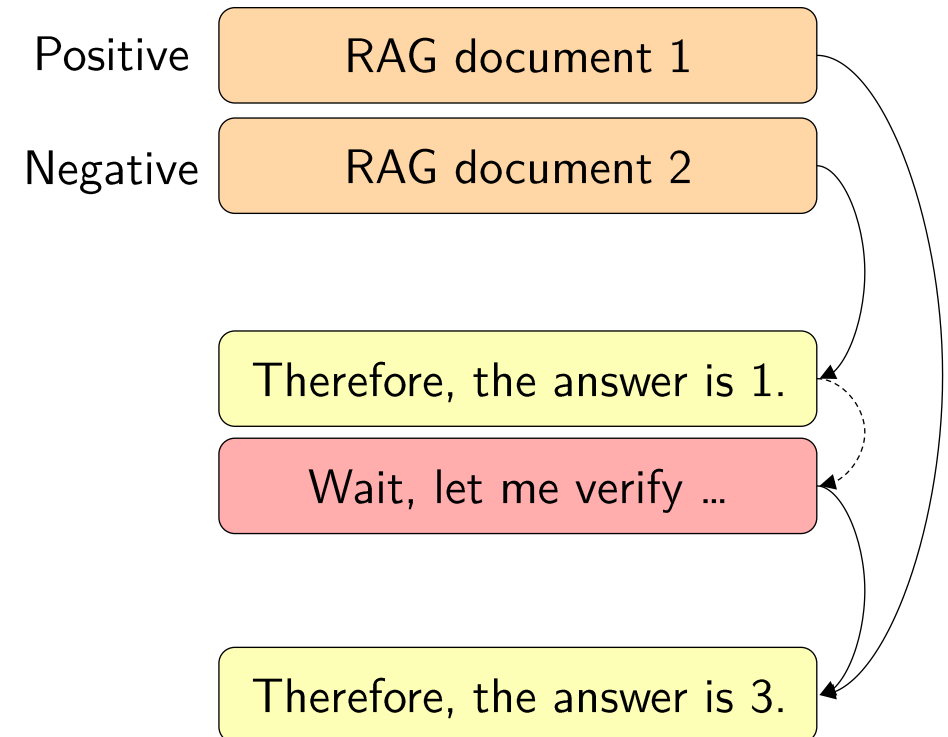 Positive
RAG document 1
Negative
RAG document 2
Therefore, the answer is 1.
Wait, let me verify ...
Therefore, the answer is 3.